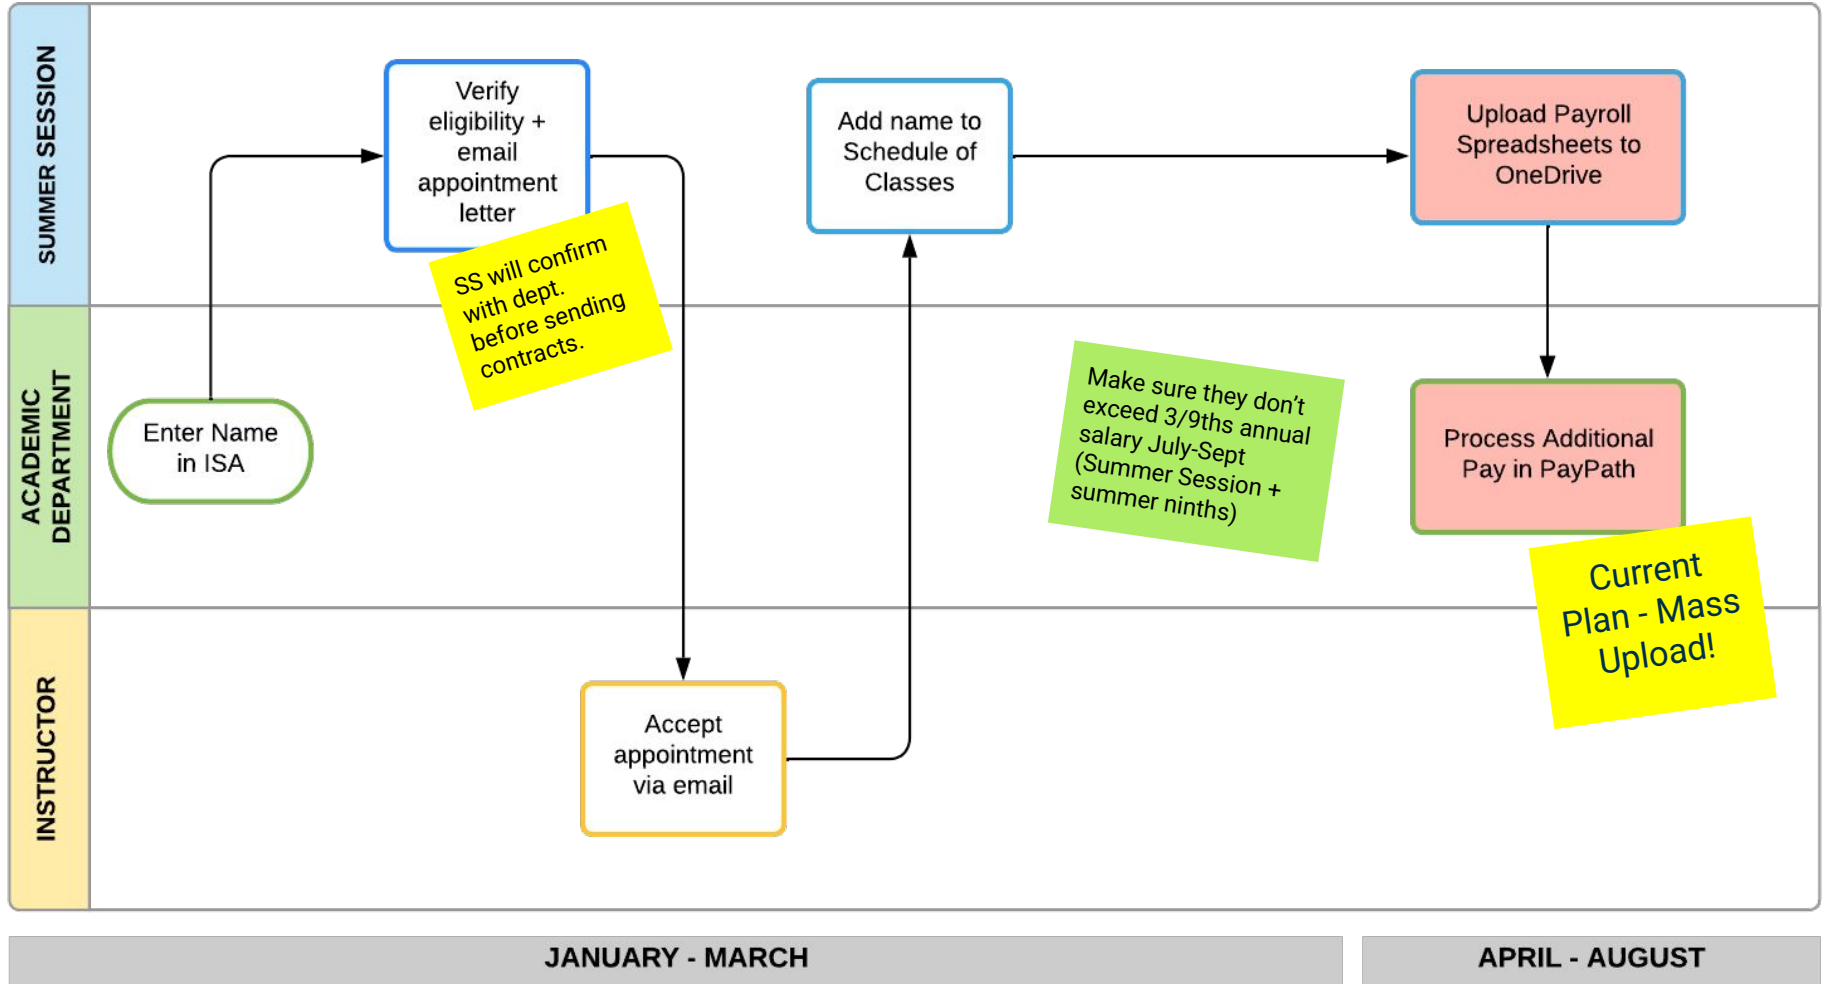 SUMMER SESSION
Verify
eligibility +
email
appointment
letter
SS will confirm
with dept.
before sending
contracts.
Add name to
Schedule of
Classes
Upload Payroll
Spreadsheets to
OneDrive
ACADEMIC
DEPARTMENT
Enter Name
in ISA
Make sure they don’t
exceed 3/9ths annual
salary July-Sept
(Summer Session +
summer ninths)
Process Additional
Pay in PayPath
Current
Plan - Mass
Upload!
INSTRUCTOR
Accept
appointment
via email
JANUARY - MARCH
APRIL - AUGUST